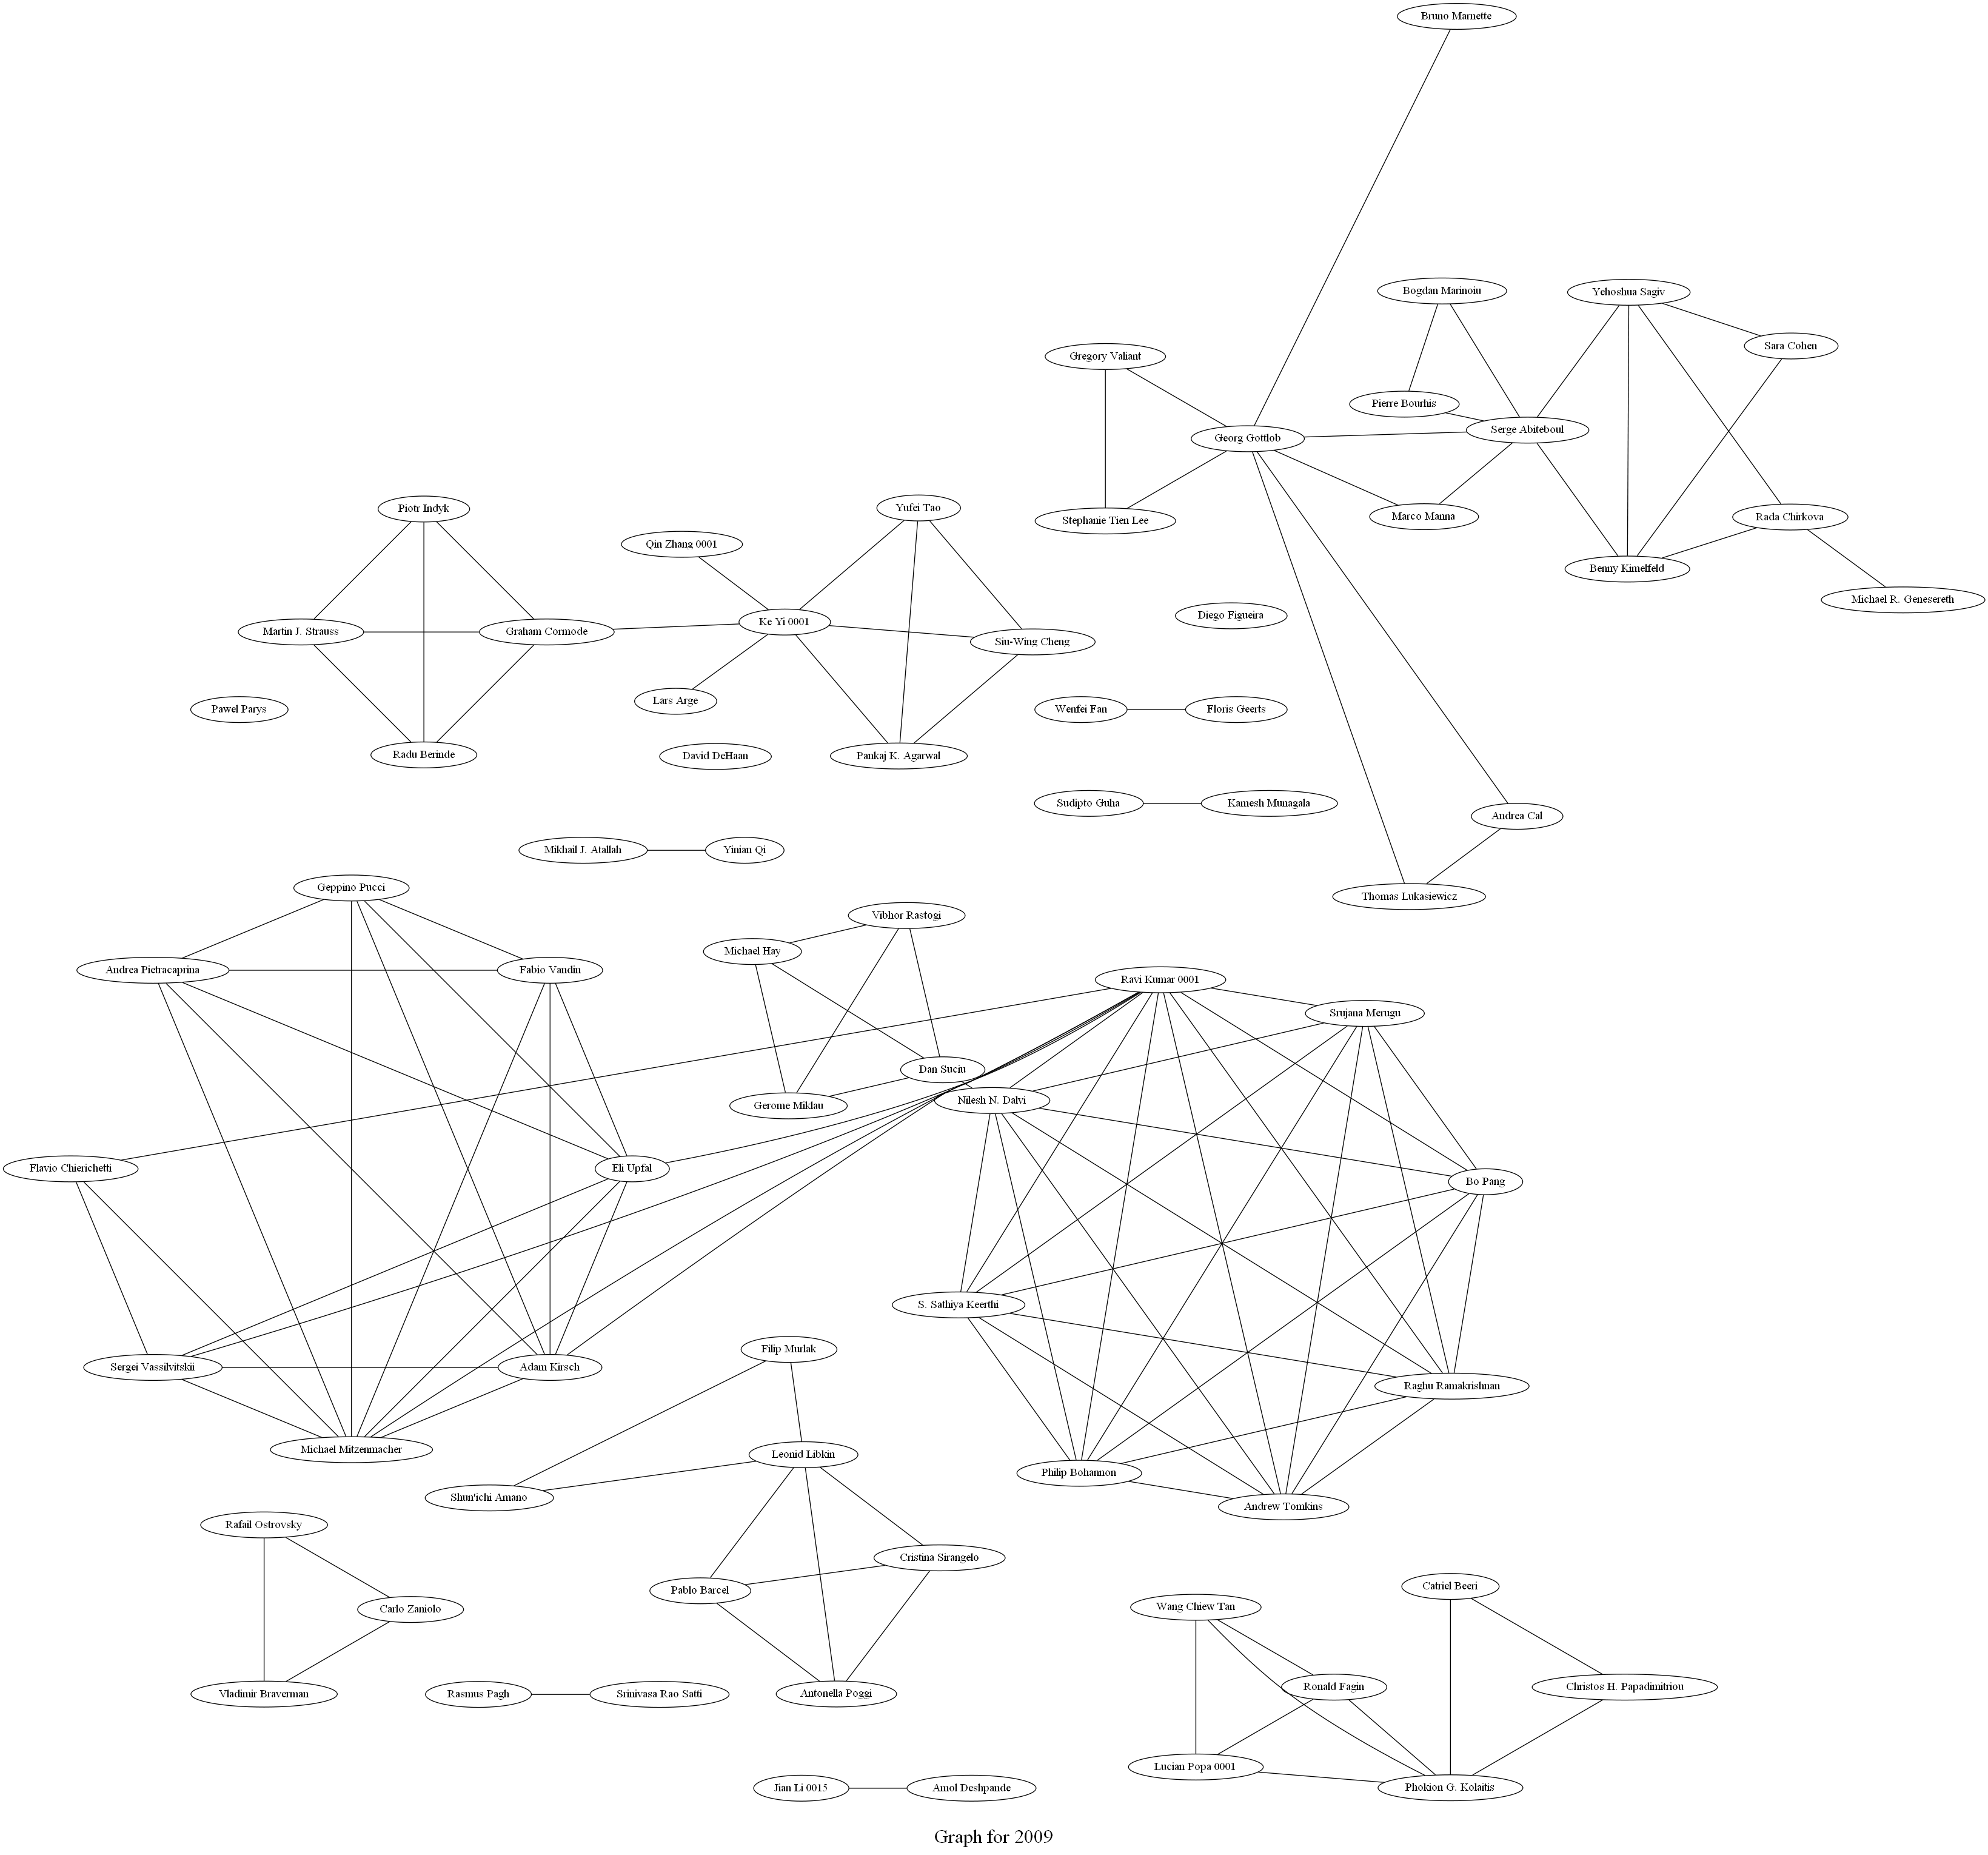 Bruno Marnette
Bogdan Marinoiu
Yehoshua Sagiv
Sara Cohen
Gregory Valiant
Pierre Bourhis
Serge Abiteboul
Georg Gottlob
Piotr Indyk
Yufei Tao
Stephanie Tien Lee
Marco Manna
Rada Chirkova
Qin Zhang 0001
Benny Kimelfeld
Michael R. Genesereth
Diego Figueira
Ke Yi 0001
Martin J. Strauss
Graham Cormode
Siu-Wing Cheng
Lars Arge
Pawel Parys
Wenfei Fan
Floris Geerts
Radu Berinde
David DeHaan
Pankaj K. Agarwal
Sudipto Guha
Kamesh Munagala
Andrea Cal
Mikhail J. Atallah
Yinian Qi
Geppino Pucci
Thomas Lukasiewicz
Vibhor Rastogi
Michael Hay
Andrea Pietracaprina
Fabio Vandin
Ravi Kumar 0001
Srujana Merugu
Dan Suciu
Nilesh N. Dalvi
Gerome Miklau
Flavio Chierichetti
Eli Upfal
Bo Pang
S. Sathiya Keerthi
Filip Murlak
Sergei Vassilvitskii
Adam Kirsch
Raghu Ramakrishnan
Michael Mitzenmacher
Leonid Libkin
Philip Bohannon
Shun'ichi Amano
Andrew Tomkins
Rafail Ostrovsky
Cristina Sirangelo
Pablo Barcel
Catriel Beeri
Carlo Zaniolo
Wang Chiew Tan
Ronald Fagin
Christos H. Papadimitriou
Vladimir Braverman
Rasmus Pagh
Srinivasa Rao Satti
Antonella Poggi
Lucian Popa 0001
Phokion G. Kolaitis
Jian Li 0015
Amol Deshpande
Graph for 2009